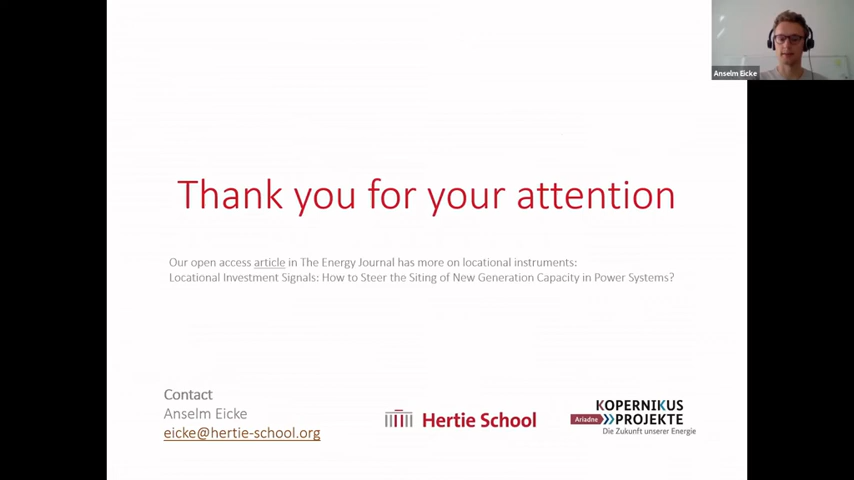 Anselm Eicke
Thank you for your attention
Our open access article in The Energy Journal has more on locational instruments:
Locational Investment Signals: How to Steer the Siting of New Generation Capacity in Power Systems?
Contact
Anselm Eicke
eicke@hertie-school.org
Hertie School
KOPERNIKUS
Ariadne PROJEKTE
Die Zukunft unserer Energie